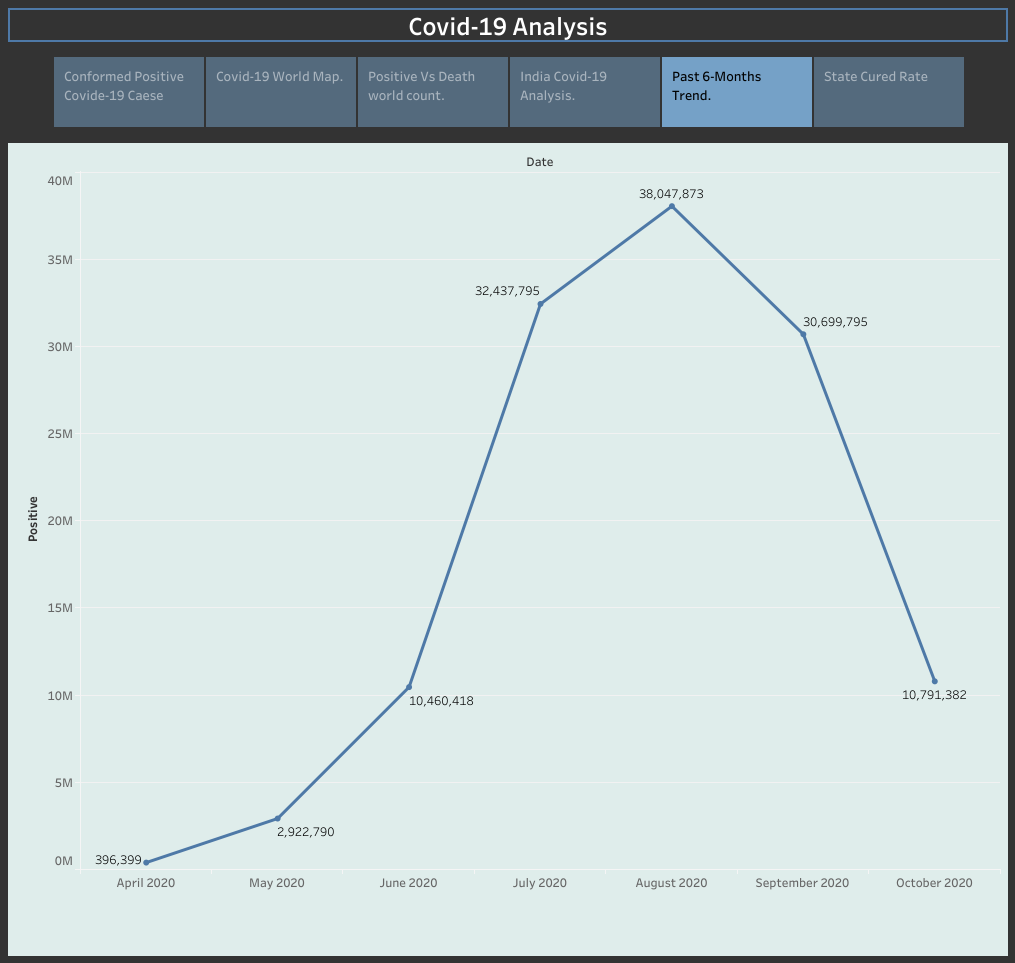 Covid-19 Analysis
Conformed Positive
Covide-19 Caese
Covid-19 World Map.
Positive Vs Death
world count.
India Covid-19
Analysis.
Past 6-Months
Trend.
State Cured Rate
Date
40M
35M
30M
25M
20M
15M
10M
5M
0M
Positive
396,399
2,922,790
10,460,418
32,437,795
38,047,873
30,699,795
10,791,382
April 2020
May 2020
June 2020
July 2020
August 2020
September 2020
October 2020